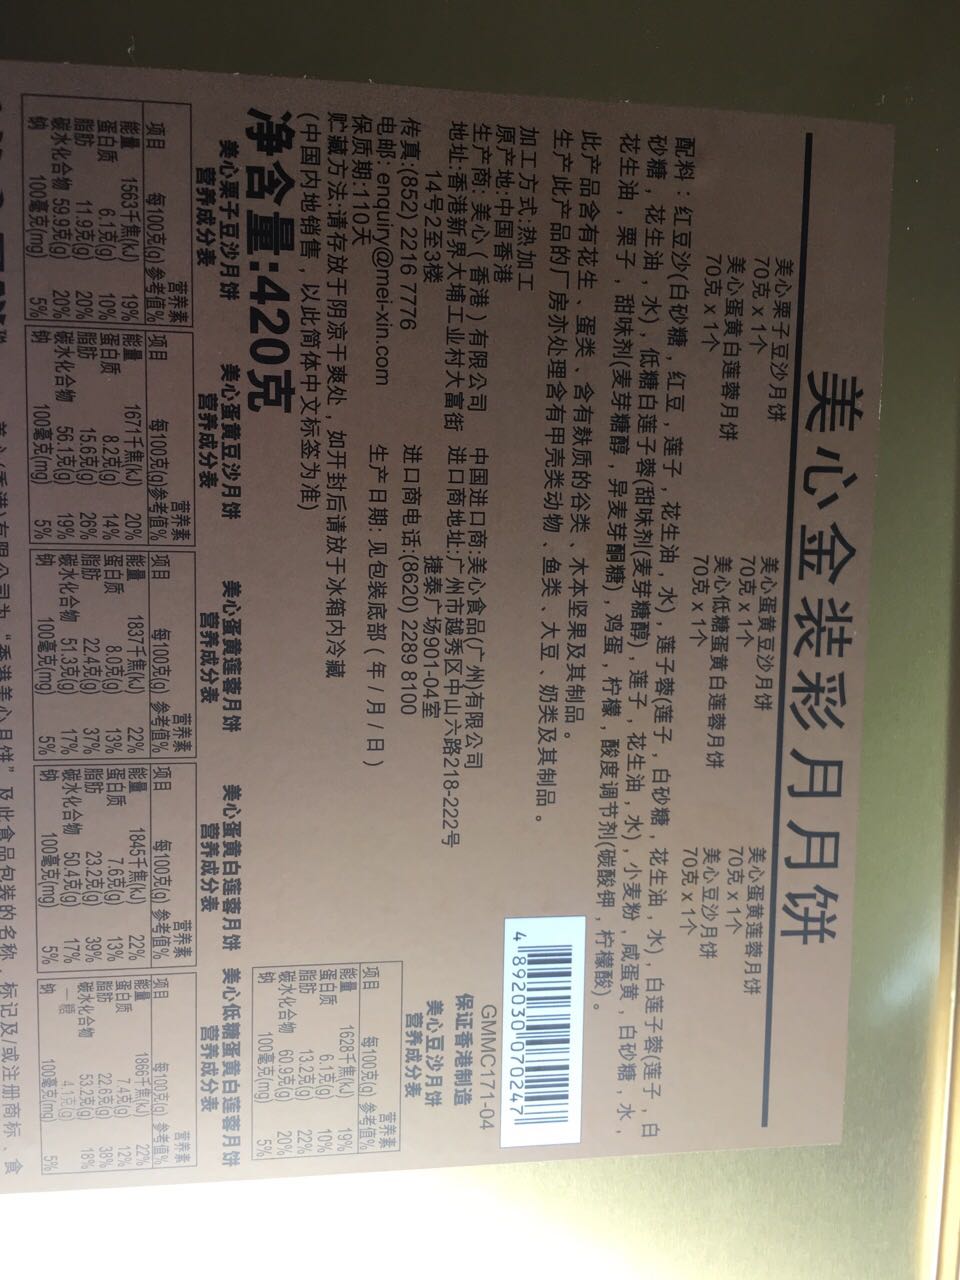 美心金装彩月月饼
美心栗子豆沙月饼
70克 x 1个
美心蛋黄豆沙月饼
70克 x 1个
美心蛋黄莲蓉月饼
70克 x 1个
美心蛋黄白莲蓉月饼
70克 x 1个
美心低糖蛋黄白莲蓉月饼
70克 x 1个
美心豆沙月饼
70克 x 1个
配料：红豆沙(白砂糖，红豆，莲子，花生油，水)，莲子蓉(莲子，白砂糖，花生油，水)，白莲子蓉(莲子，白
砂糖，花生油，水)，低糖白莲子蓉(甜味剂(麦芽糖醇)，莲子，花生油，水)，小麦粉，咸蛋黄，白砂糖，水，
花生油，栗子，甜味剂(麦芽糖醇，异麦芽酮糖)，鸡蛋，柠檬，酸度调节剂(碳酸钾，柠檬酸)。
此产品含有花生、蛋类、含有麸质的谷类、木本坚果及其制品。
生产此产品的厂房亦处理含有甲壳类动物、鱼类、大豆、奶类及其制品。
加工方式:热加工
原产地:中国香港
生产商:美心（香港）有限公司
地址:香港新界大埔工业村大富街
14号2至3楼
传真:(852) 2216 7776
电邮: enquiry@mei-xin.com
保质期:110天
中国进口商:美心食品(广州)有限公司
进口商地址:广州市越秀区中山六路218-222号
捷泰广场901-04室
进口商电话:(8620) 2289 8100
生产日期: 见包装底部 ( 年 / 月 / 日 )
贮藏方法:请存放于阴凉干爽处，如开封后请放于冰箱内冷藏
(中国内地销售，以此简体中文标签为准)
净含量:420克
4 892030 070247
GMMC171-04
保证香港制造
美心豆沙月饼
营养成分表
项目 每100克(g) 营养素参考值%
能量 1628千焦(kJ) 19%
蛋白质 6.1克(g) 10%
脂肪 13.2克(g) 22%
碳水化合物 60.9克(g) 20%
钠 100毫克(mg) 5%
美心栗子豆沙月饼
营养成分表
项目 每100克(g) 营养素参考值%
能量 1563千焦(kJ) 19%
蛋白质 6.1克(g) 10%
脂肪 11.9克(g) 20%
碳水化合物 59.5克(g) 20%
钠 100毫克(mg) 5%
美心蛋黄豆沙月饼
营养成分表
项目 每100克(g) 营养素参考值%
能量 1671千焦(kJ) 20%
蛋白质 8.2克(g) 14%
脂肪 15.6克(g) 26%
碳水化合物 56.1克(g) 19%
钠 100毫克(mg) 5%
美心蛋黄莲蓉月饼
营养成分表
项目 每100克(g) 营养素参考值%
能量 1837千焦(kJ) 22%
蛋白质 8.0克(g) 13%
脂肪 22.4克(g) 37%
碳水化合物 51.3克(g) 17%
钠 100毫克(mg) 5%
美心蛋黄白莲蓉月饼
营养成分表
项目 每100克(g) 营养素参考值%
能量 1845千焦(kJ) 22%
蛋白质 7.6克(g) 13%
脂肪 23.2克(g) 39%
碳水化合物 50.4克(g) 17%
钠 100毫克(mg) 5%
美心低糖蛋黄白莲蓉月饼
营养成分表
项目 每100克(g) 营养素参考值%
能量 1866千焦(kJ) 22%
蛋白质 7.4克(g) 12%
脂肪 22.6克(g) 38%
碳水化合物 53.2克(g) 18%
—糖 4.1克(g)
钠 100毫克(mg) 5%
美心(香港)有限公司为“香港美心月饼”及此食品包装的名称，标记及/或注册商标、食